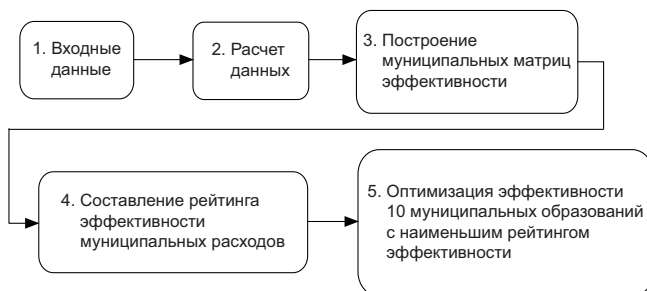 1. Входные
данные
2. Расчет
данных
3. Построение
муниципальных матриц
эффективности
4. Составление рейтинга
эффективности
муниципальных расходов
5. Оптимизация эффективности
10 муниципальных образований
с наименьшим рейтингом
эффективности